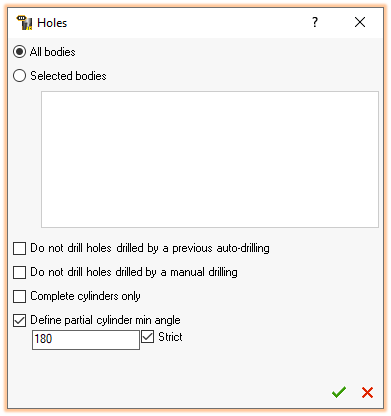 Holes
All bodies
Selected bodies
Do not drill holes drilled by a previous auto-drilling
Do not drill holes drilled by a manual drilling
Complete cylinders only
Define partial cylinder min angle
180 Strict